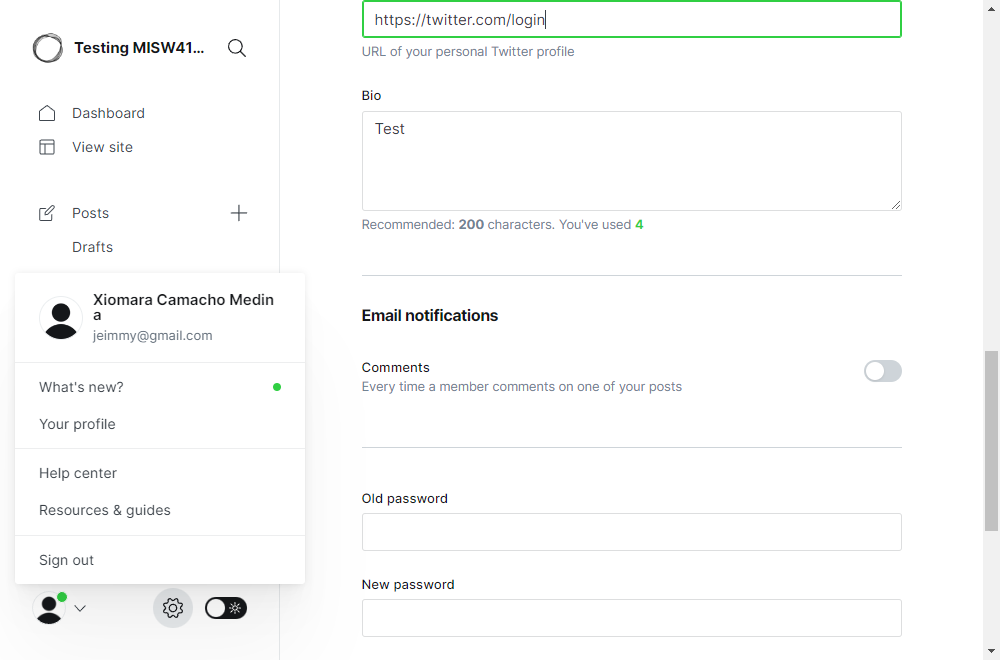 Testing MISW41...
Dashboard
View site
Posts
Drafts
Xiomara Camacho Medin
a
jeimmy@gmail.com
What's new?
Your profile
Help center
Resources & guides
Sign out
https://twitter.com/login
URL of your personal Twitter profile
Bio
Test
Recommended: 200 characters. You've used 4
Email notifications
Comments
Every time a member comments on one of your posts
Old password
New password